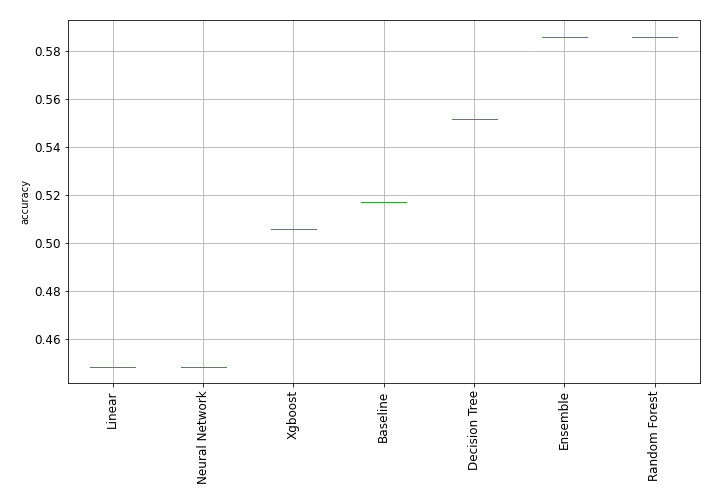 0.58
0.56
0.54
0.52
0.50
0.48
0.46
accuracy
Linear
Neural Network
Xgboost
Baseline
Decision Tree
Ensemble
Random Forest